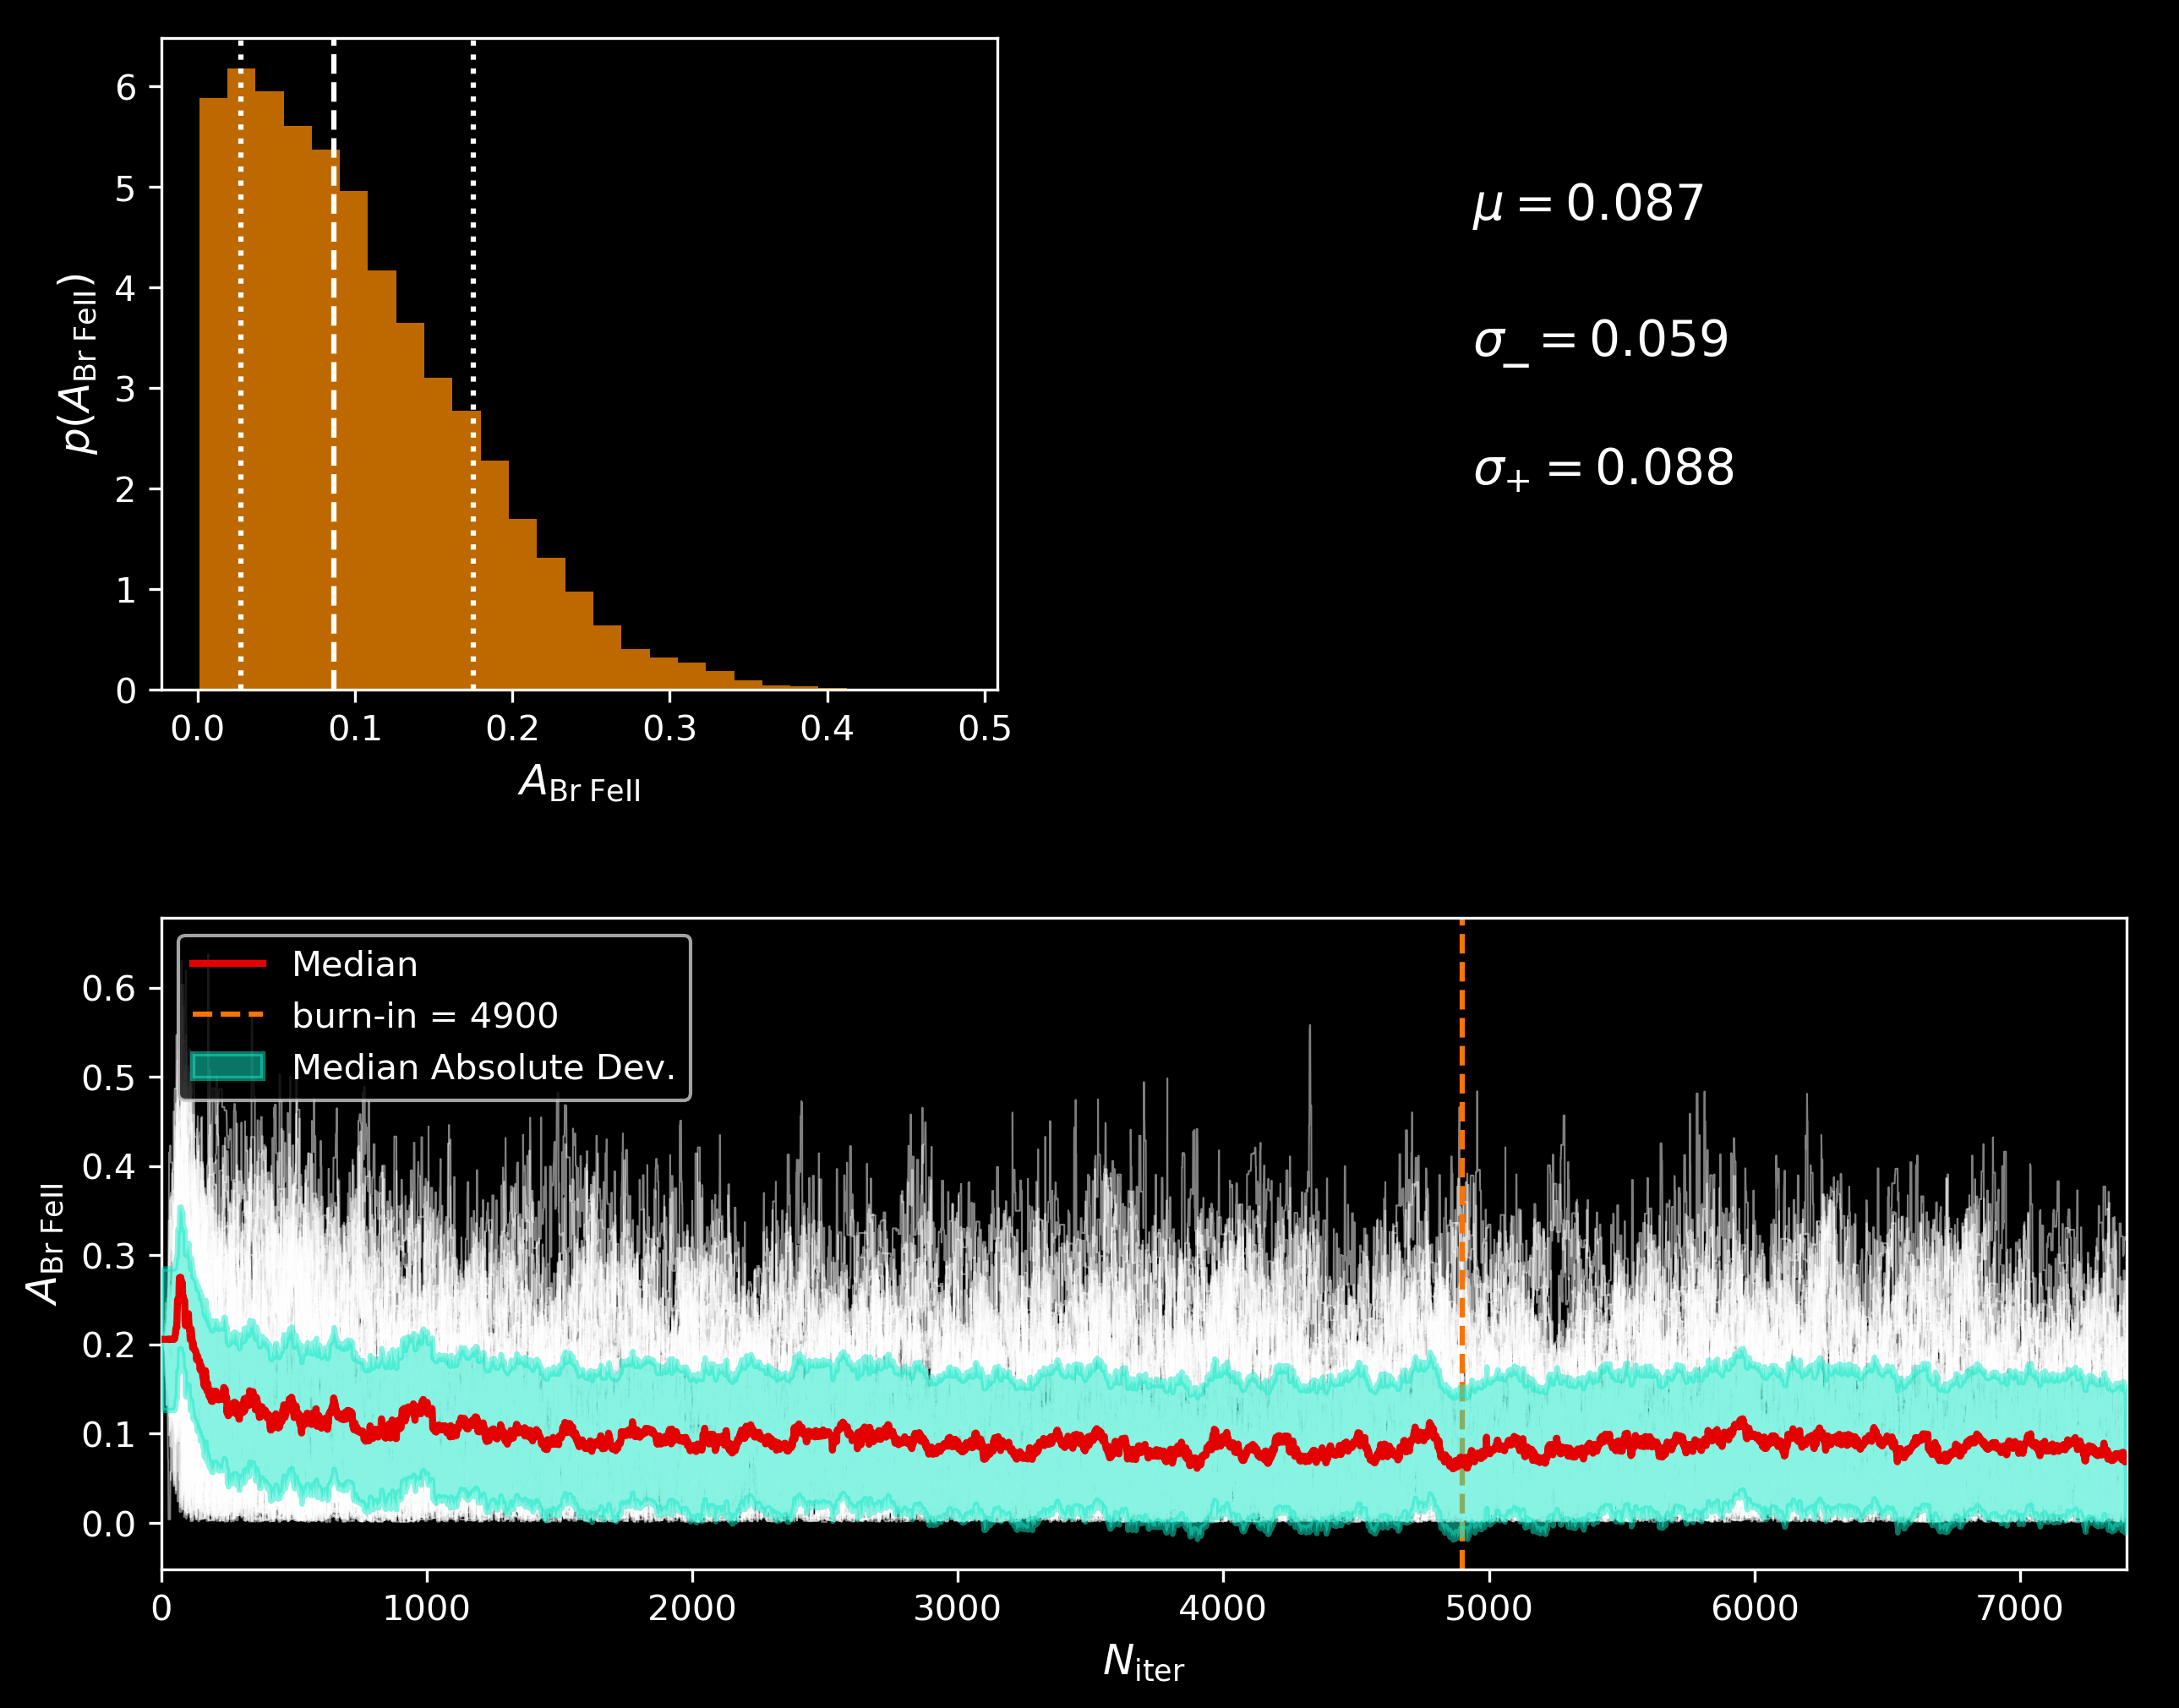 6
5
4
3
2
1
0
p(A_Br FeII)
0.0 0.1 0.2 0.3 0.4 0.5
A_Br FeII
μ = 0.087
σ_− = 0.059
σ_+ = 0.088
Median
burn-in = 4900
Median Absolute Dev.
0.6
0.5
0.4
0.3
0.2
0.1
0.0
A_Br FeII
0 1000 2000 3000 4000 5000 6000 7000
N_iter